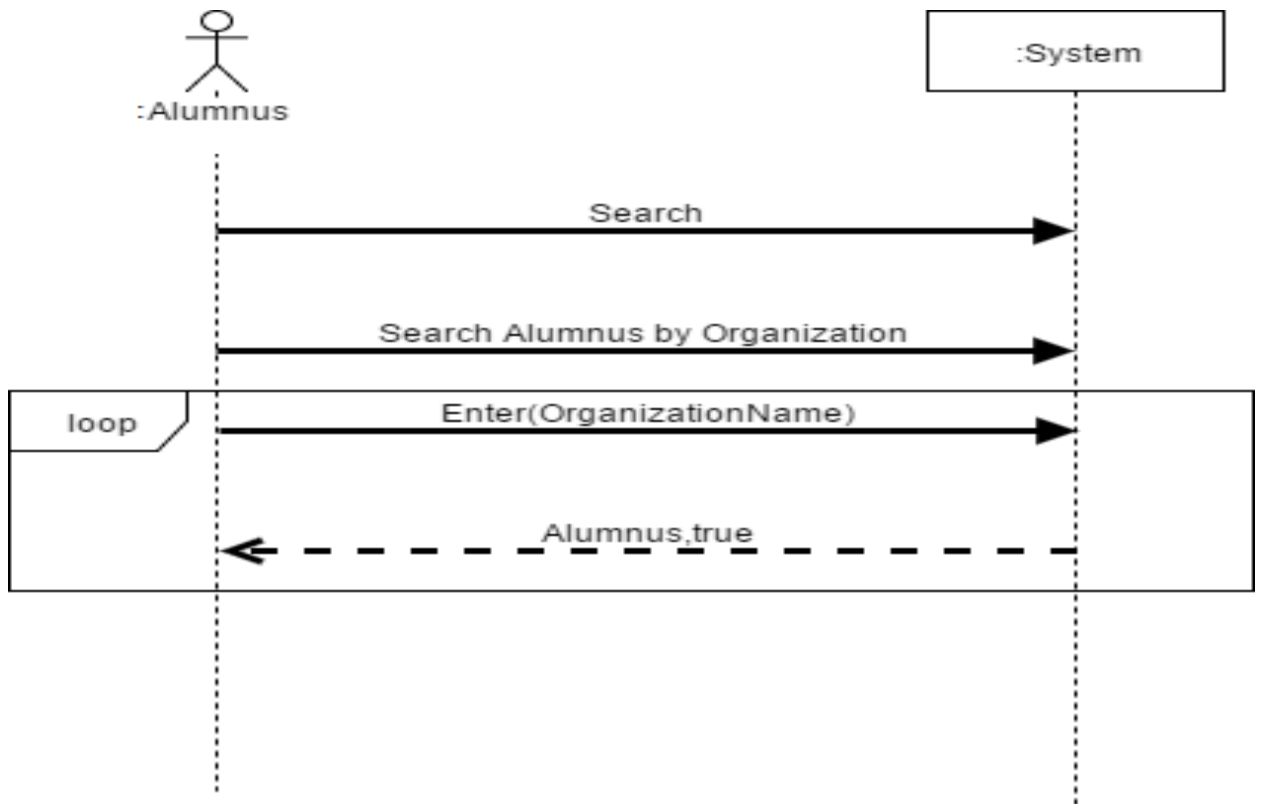 :System
:Alumnus
Search
Search Alumnus by Organization
loop
Enter(OrganizationName)
Alumnus,true